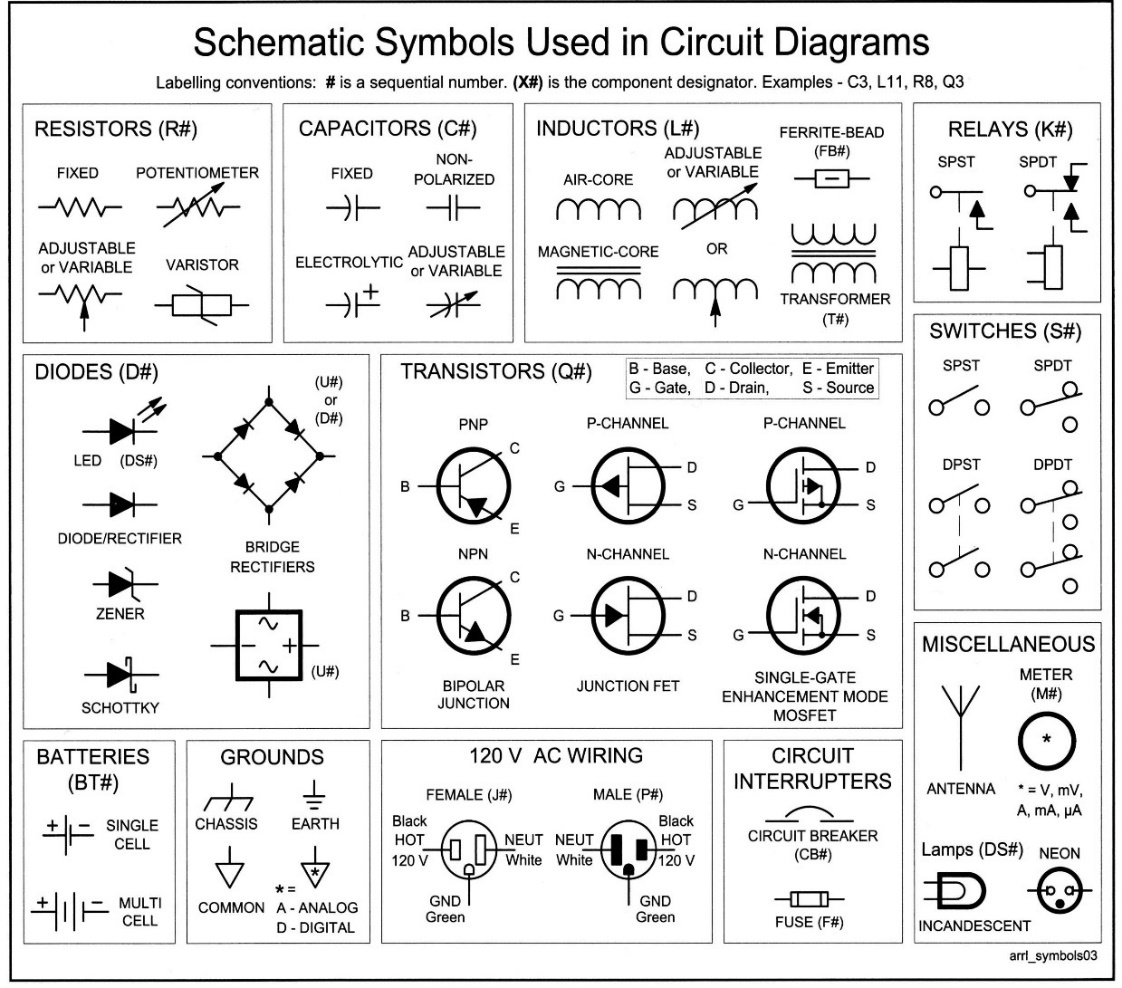 Schematic Symbols Used in Circuit Diagrams
Labelling conventions: # is a sequential number. (X#) is the component designator. Examples - C3, L11, R8, Q3
RESISTORS (R#)
FIXED
POTENTIOMETER
ADJUSTABLE
or VARIABLE
VARISTOR
CAPACITORS (C#)
FIXED
NON-
POLARIZED
ELECTROLYTIC
+
ADJUSTABLE
or VARIABLE
INDUCTORS (L#)
AIR-CORE
ADJUSTABLE
or VARIABLE
FERRITE-BEAD
(FB#)
MAGNETIC-CORE
OR
TRANSFORMER
(T#)
RELAYS (K#)
SPST
SPDT
DIODES (D#)
LED (DS#)
DIODE/RECTIFIER
ZENER
SCHOTTKY
(U#)
or
(D#)
BRIDGE
RECTIFIERS
~
- +
~
(U#)
TRANSISTORS (Q#)
B - Base, C - Collector, E - Emitter
G - Gate, D - Drain, S - Source
PNP
C
B
E
NPN
C
B
E
BIPOLAR
JUNCTION
P-CHANNEL
D
G
S
N-CHANNEL
D
G
S
JUNCTION FET
P-CHANNEL
D
G
S
N-CHANNEL
D
G
S
SINGLE-GATE
ENHANCEMENT MODE
MOSFET
SWITCHES (S#)
SPST
SPDT
DPST
DPDT
BATTERIES
(BT#)
+ -
SINGLE
CELL
+ -
MULTI
CELL
GROUNDS
CHASSIS
EARTH
COMMON
*
* =
A - ANALOG
D - DIGITAL
120 V AC WIRING
FEMALE (J#)
Black
HOT
120 V
NEUT
White
GND
Green
MALE (P#)
NEUT
White
Black
HOT
120 V
GND
Green
CIRCUIT
INTERRUPTERS
CIRCUIT BREAKER
(CB#)
FUSE (F#)
MISCELLANEOUS
ANTENNA
METER
(M#)
*
* = V, mV,
A, mA, µA
Lamps (DS#)
INCANDESCENT
NEON
arrl_symbols03